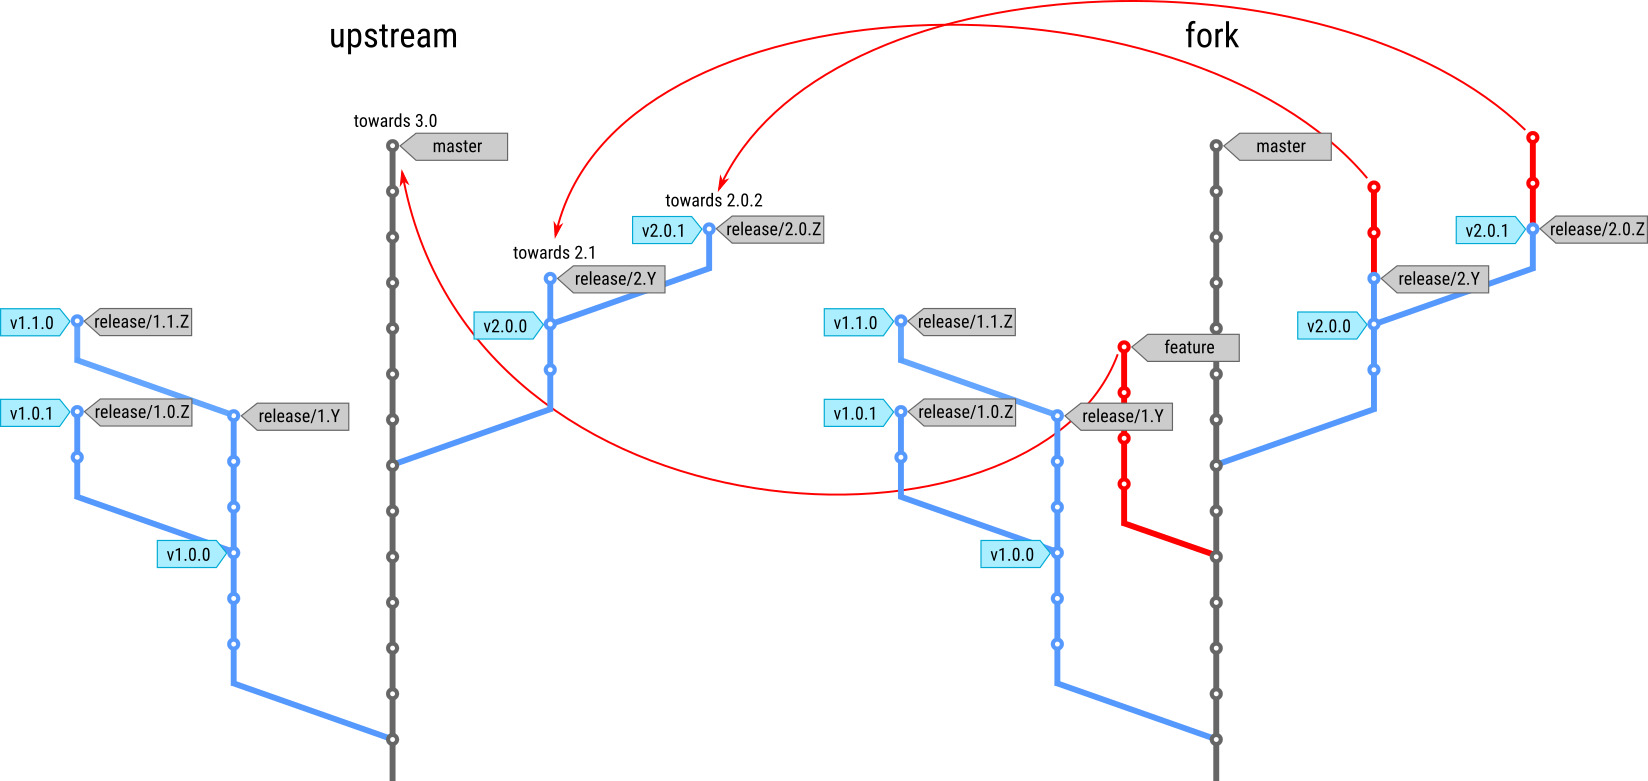 upstream
fork
towards 3.0
master
master
towards 2.0.2
v2.0.1
release/2.0.Z
v2.0.1
release/2.0.Z
towards 2.1
release/2.Y
release/2.Y
v1.1.0
release/1.1.Z
v2.0.0
v1.1.0
release/1.1.Z
v2.0.0
feature
v1.0.1
release/1.0.Z
release/1.Y
v1.0.1
release/1.0.Z
release/1.Y
v1.0.0
v1.0.0